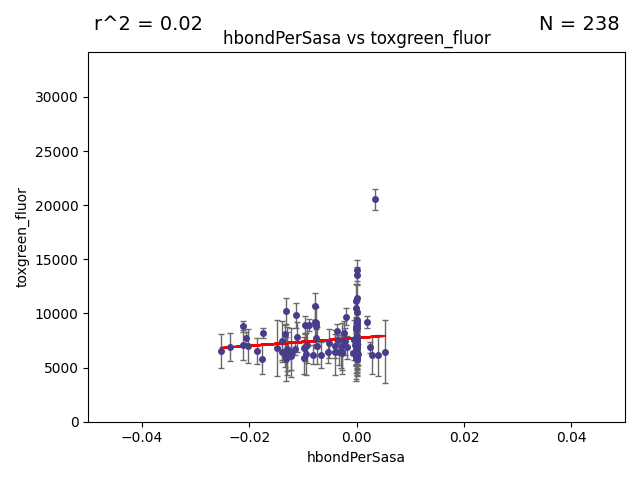 r^2 = 0.02
N = 238
hbondPerSasa vs toxgreen_fluor
30000
25000
20000
15000
10000
5000
0
toxgreen_fluor
−0.04
−0.02
0.00
0.02
0.04
hbondPerSasa